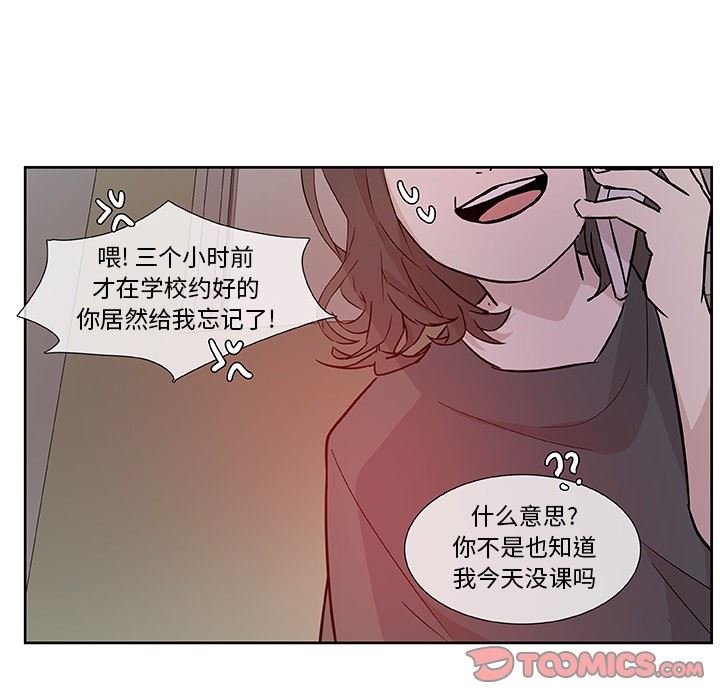 喂! 三个小时前
才在学校约好的
你居然给我忘记了!
??
什么意思?
你不是也知道
我今天没课吗
TOOMICS.COM